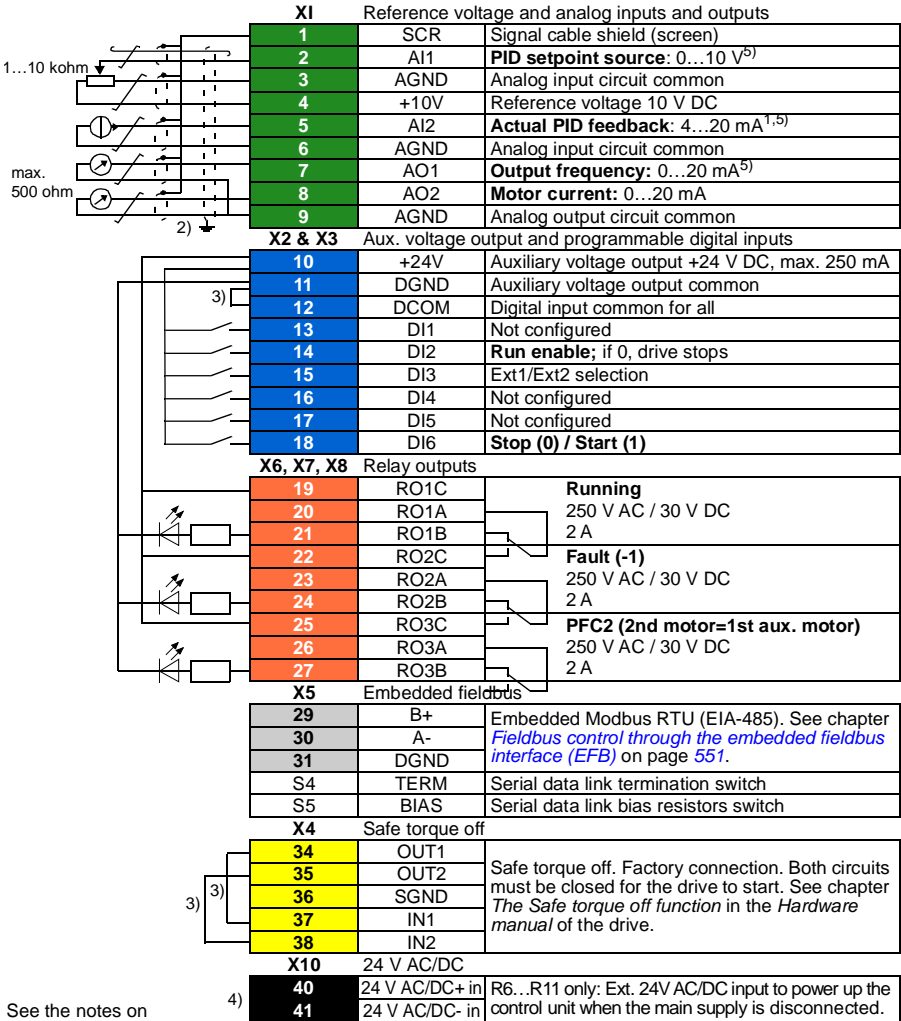 XI Reference voltage and analog inputs and outputs
1 SCR Signal cable shield (screen)
2 AI1 PID setpoint source: 0…10 V5)
1…10 kohm
3 AGND Analog input circuit common
4 +10V Reference voltage 10 V DC
5 AI2 Actual PID feedback: 4…20 mA1,5)
6 AGND Analog input circuit common
7 AO1 Output frequency: 0…20 mA5)
max.
500 ohm
8 AO2 Motor current: 0…20 mA
9 AGND Analog output circuit common
2)
X2 & X3 Aux. voltage output and programmable digital inputs
10 +24V Auxiliary voltage output +24 V DC, max. 250 mA
11 DGND Auxiliary voltage output common
3)
12 DCOM Digital input common for all
13 DI1 Not configured
14 DI2 Run enable; if 0, drive stops
15 DI3 Ext1/Ext2 selection
16 DI4 Not configured
17 DI5 Not configured
18 DI6 Stop (0) / Start (1)
X6, X7, X8 Relay outputs
19 RO1C Running
20 RO1A 250 V AC / 30 V DC
21 RO1B 2 A
22 RO2C Fault (-1)
23 RO2A 250 V AC / 30 V DC
24 RO2B 2 A
25 RO3C PFC2 (2nd motor=1st aux. motor)
26 RO3A 250 V AC / 30 V DC
27 RO3B 2 A
X5 Embedded fieldbus
29 B+ Embedded Modbus RTU (EIA-485). See chapter
30 A- Fieldbus control through the embedded fieldbus
31 DGND interface (EFB) on page 551.
S4 TERM Serial data link termination switch
S5 BIAS Serial data link bias resistors switch
X4 Safe torque off
34 OUT1
35 OUT2 Safe torque off. Factory connection. Both circuits
36 SGND must be closed for the drive to start. See chapter
37 IN1 The Safe torque off function in the Hardware
38 IN2 manual of the drive.
3)
3)
X10 24 V AC/DC
40 24 V AC/DC+ in R6…R11 only: Ext. 24V AC/DC input to power up the
41 24 V AC/DC- in control unit when the main supply is disconnected.
4)
See the notes on